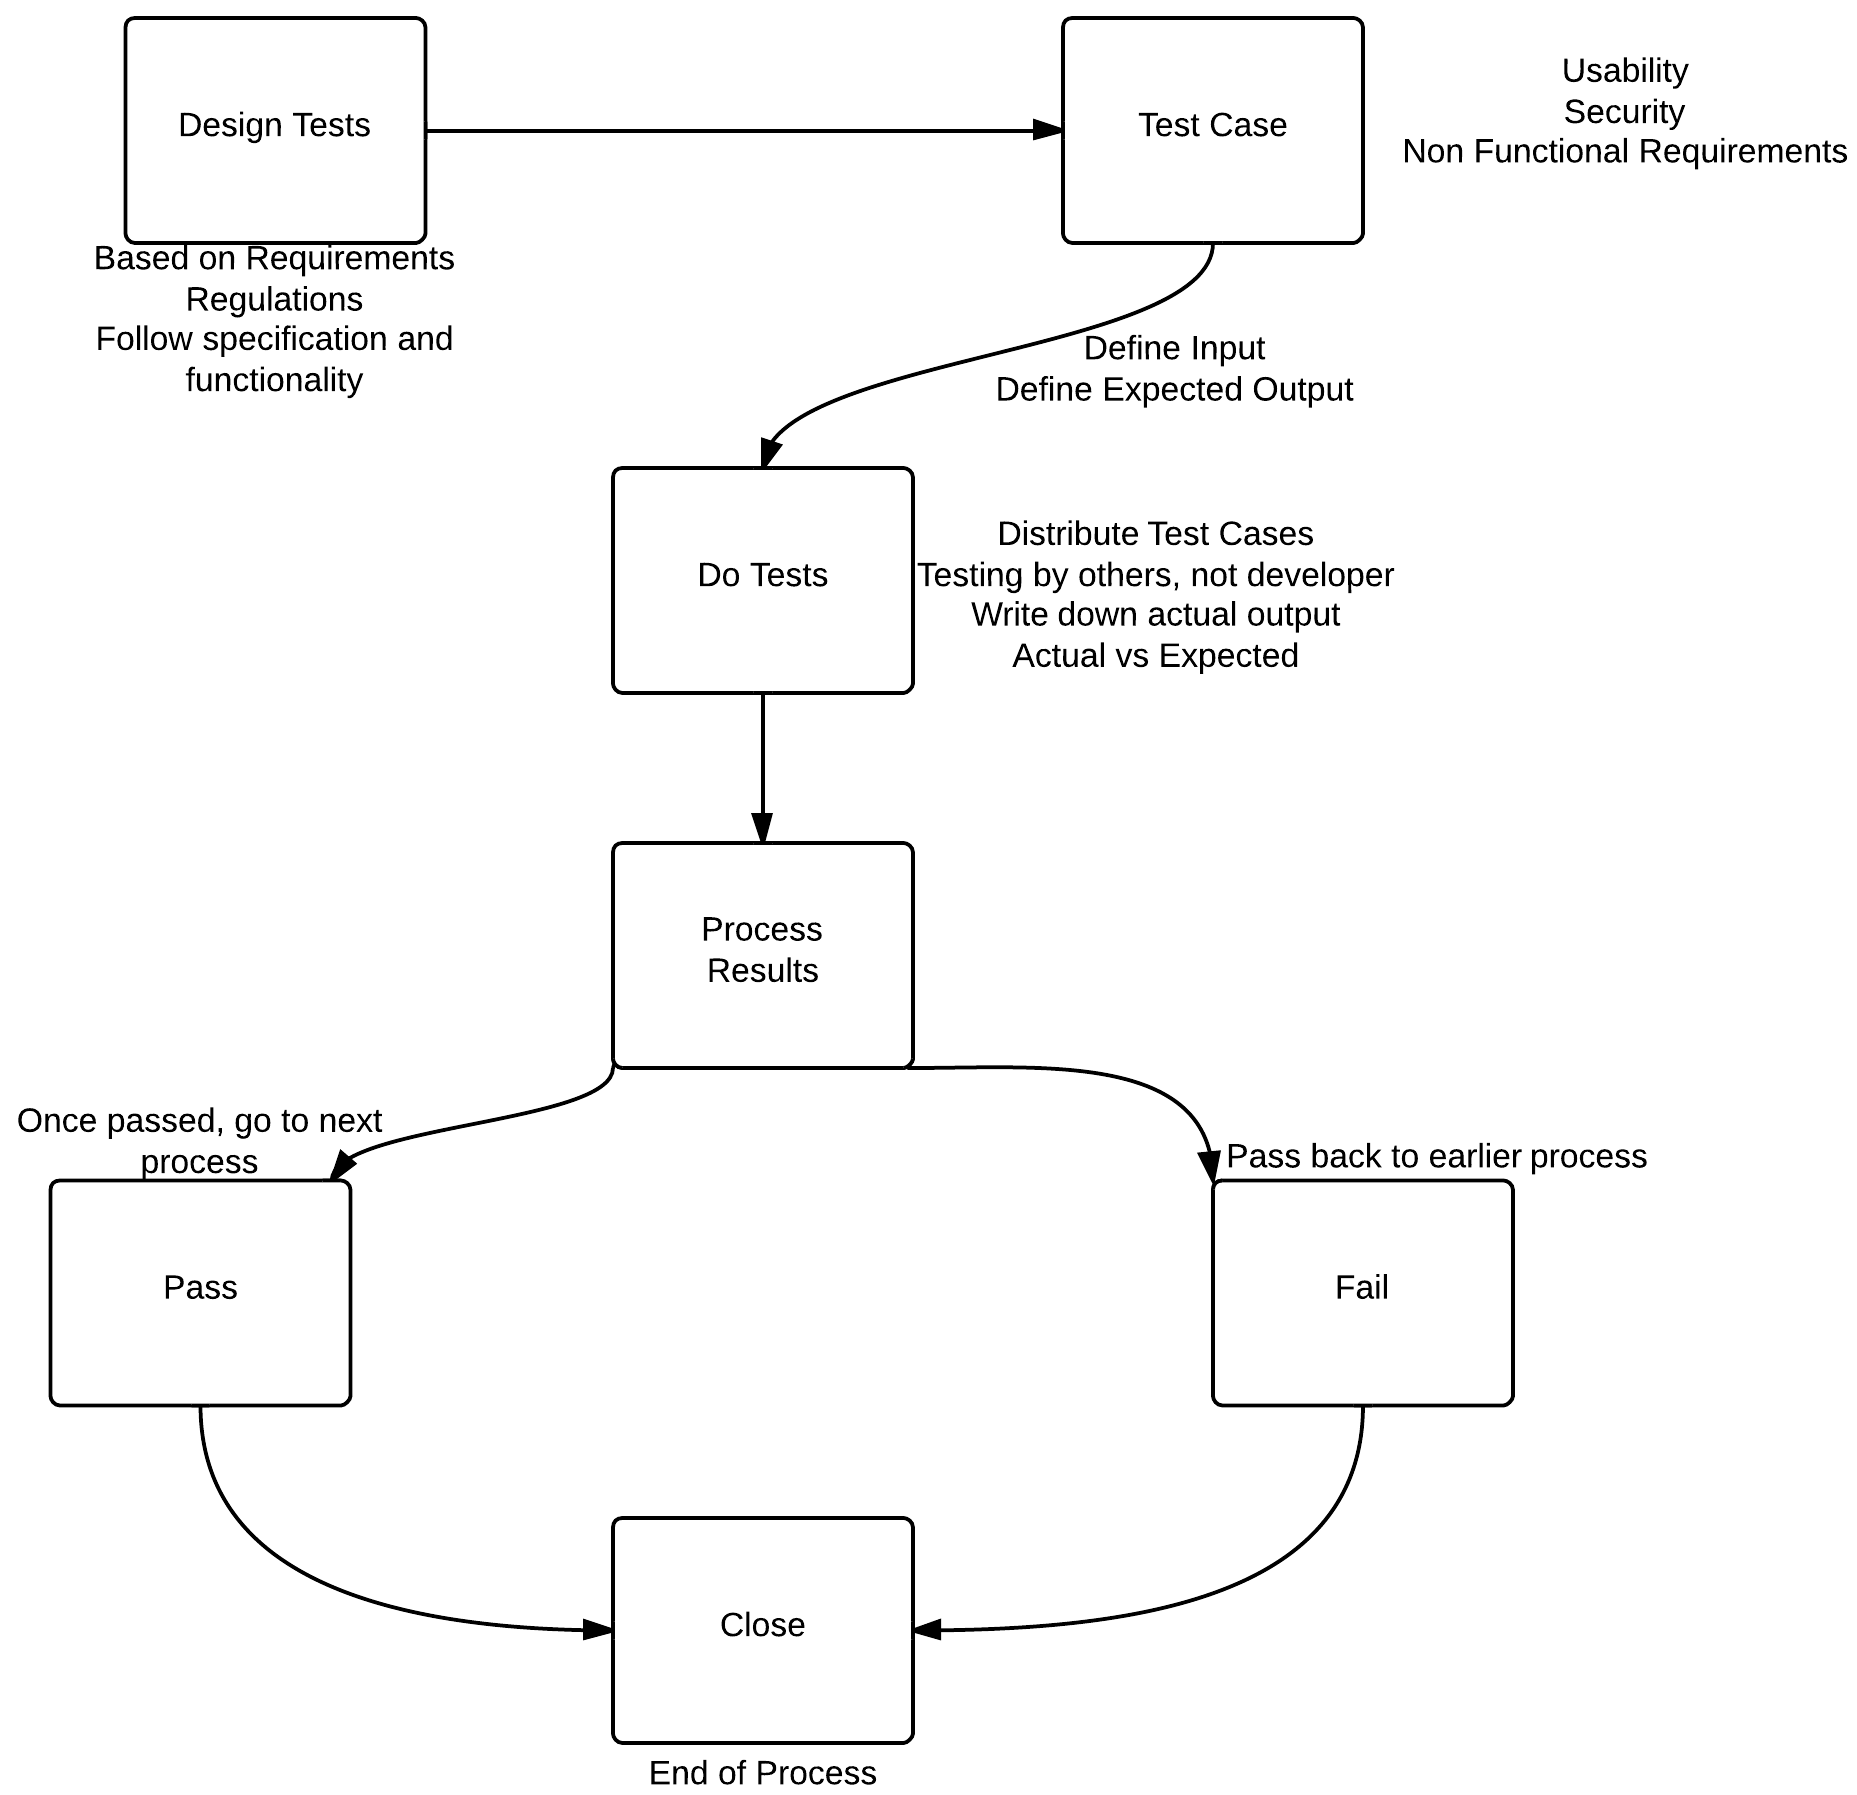 Design Tests
Test Case
Usability
Security
Non Functional Requirements
Based on Requirements
Regulations
Follow specification and
functionality
Define Input
Define Expected Output
Do Tests
Distribute Test Cases
Testing by others, not developer
Write down actual output
Actual vs Expected
Process
Results
Once passed, go to next
process
Pass back to earlier process
Pass
Fail
Close
End of Process